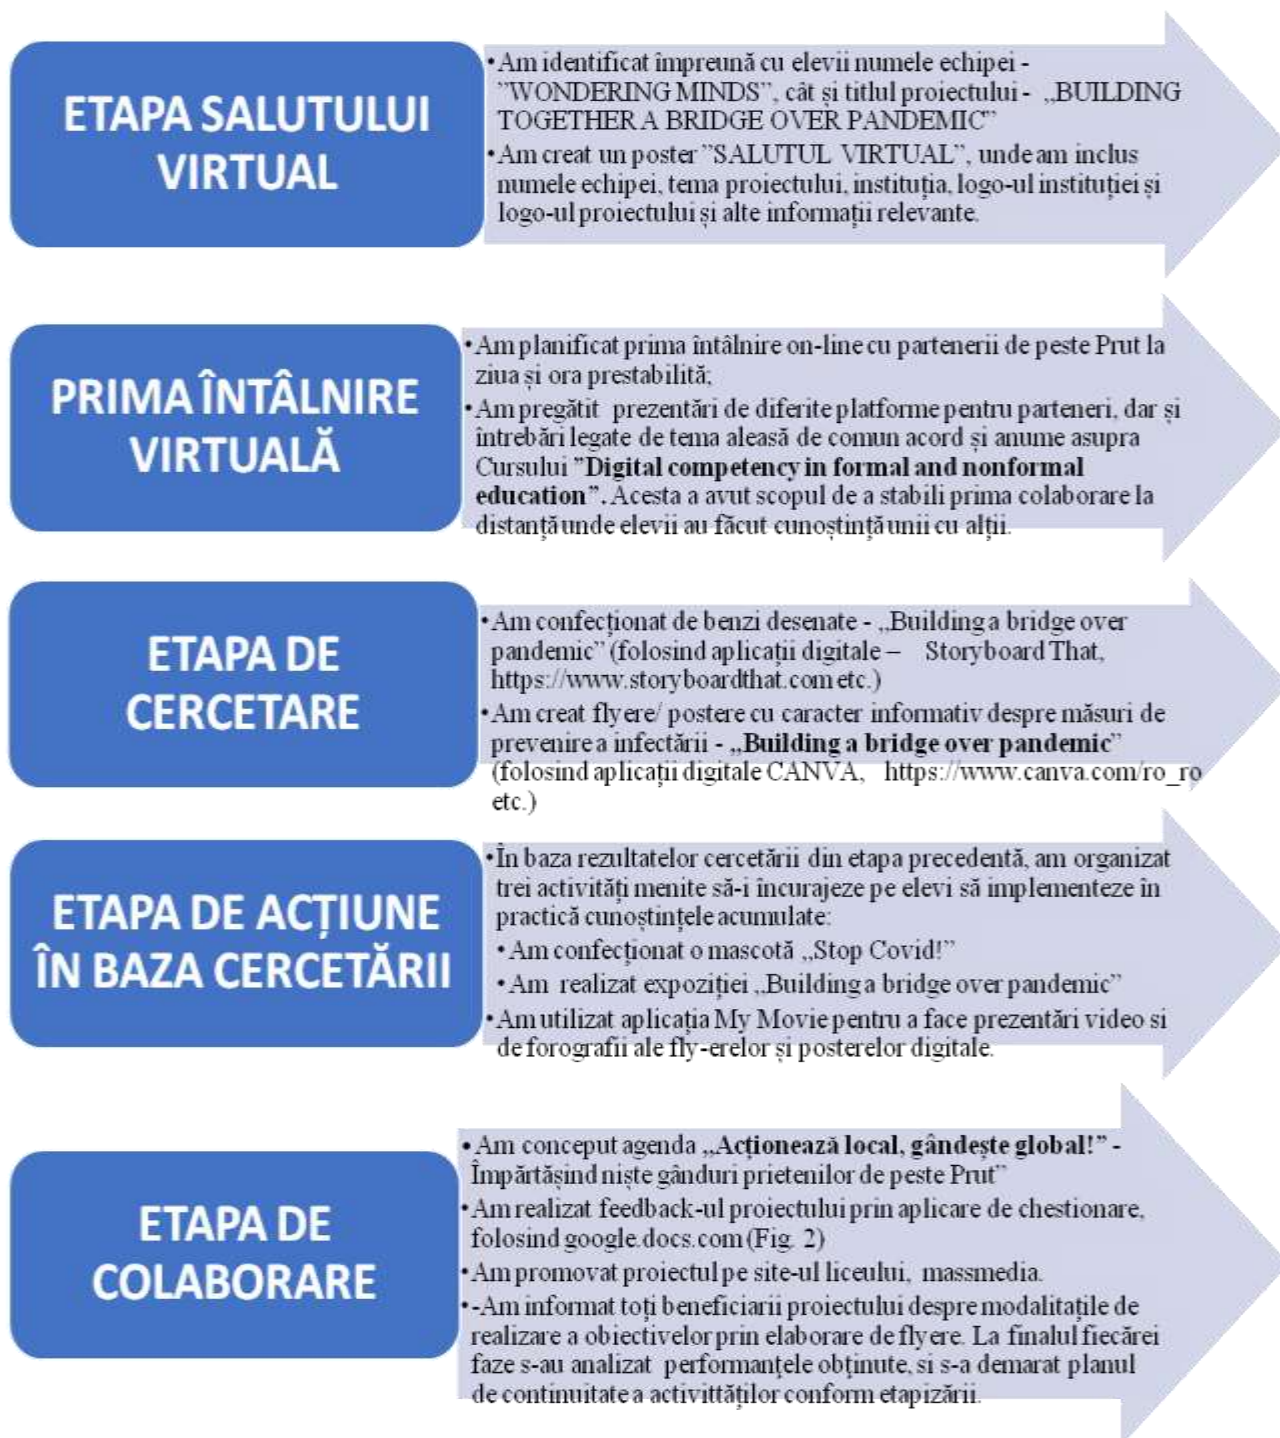 ETAPA SALUTULUI
VIRTUAL
•Am identificat împreună cu elevii numele echipei -
”WONDERING MINDS”, cât și titlul proiectului - „BUILDING
TOGETHER A BRIDGE OVER PANDEMIC”
•Am creat un poster ”SALUTUL VIRTUAL”, unde am inclus
numele echipei, tema proiectului, instituția, logo-ul instituției și
logo-ul proiectului și alte informații relevante.
PRIMA ÎNTÂLNIRE
VIRTUALĂ
•Am planificat prima întâlnire on-line cu partenerii de peste Prut la
ziua și ora prestabilită;
•Am pregătit prezentări de diferite platforme pentru parteneri, dar și
întrebări legate de tema aleasă de comun acord și anume asupra
Cursului ”Digital competency in formal and nonformal
education”. Acesta a avut scopul de a stabili prima colaborare la
distanță unde elevii au făcut cunoștință unii cu alții.
ETAPA DE
CERCETARE
•Am confecționat de benzi desenate - „Building a bridge over
pandemic” (folosind aplicații digitale – Storyboard That,
https://www.storyboardthat.com etc.)
•Am creat flyere/ postere cu caracter informativ despre măsuri de
prevenire a infectării - „Building a bridge over pandemic”
(folosind aplicații digitale CANVA, https://www.canva.com/ro_ro
etc.)
ETAPA DE ACȚIUNE
ÎN BAZA CERCETĂRII
•În baza rezultatelor cercetării din etapa precedentă, am organizat
trei activități menite să-i încurajeze pe elevi să implementeze în
practică cunoștințele acumulate:
•Am confecționat o mascotă „Stop Covid!”
•Am realizat expoziției „Building a bridge over pandemic”
•Am utilizat aplicația My Movie pentru a face prezentări video si
de forografii ale fly-erelor și posterelor digitale.
ETAPA DE
COLABORARE
•Am conceput agenda „Acționează local, gândește global!” -
Împărtășind niște gânduri prietenilor de peste Prut”
•Am realizat feedback-ul proiectului prin aplicare de chestionare,
folosind google.docs.com (Fig. 2)
•Am promovat proiectul pe site-ul liceului, massmedia.
•-Am informat toți beneficiarii proiectului despre modalitațile de
realizare a obiectivelor prin elaborare de flyere. La finalul fiecărei
faze s-au analizat performanțele obținute, si s-a demarat planul
de continuitate a activittăților conform etapizării.